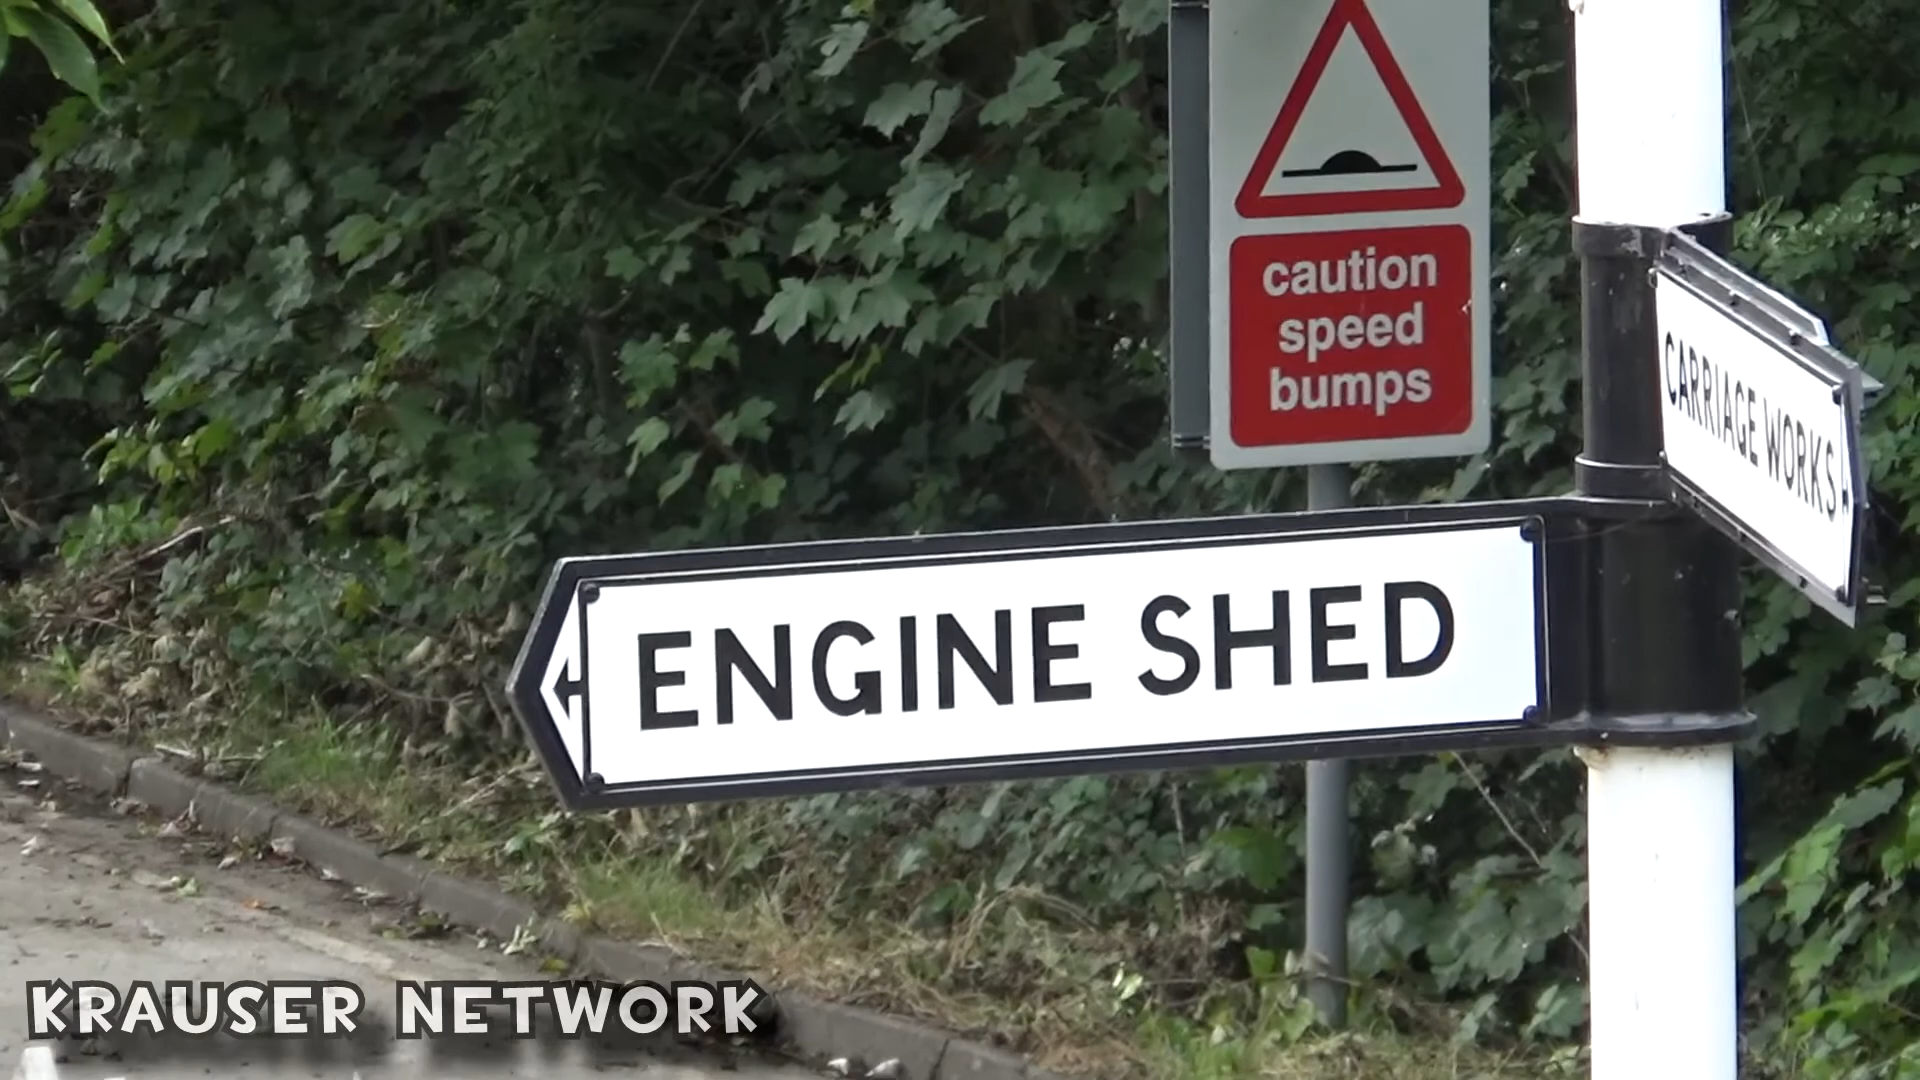 caution
speed
bumps
CARRIAGE WORKS
ENGINE SHED
KRAUSER NETWORK